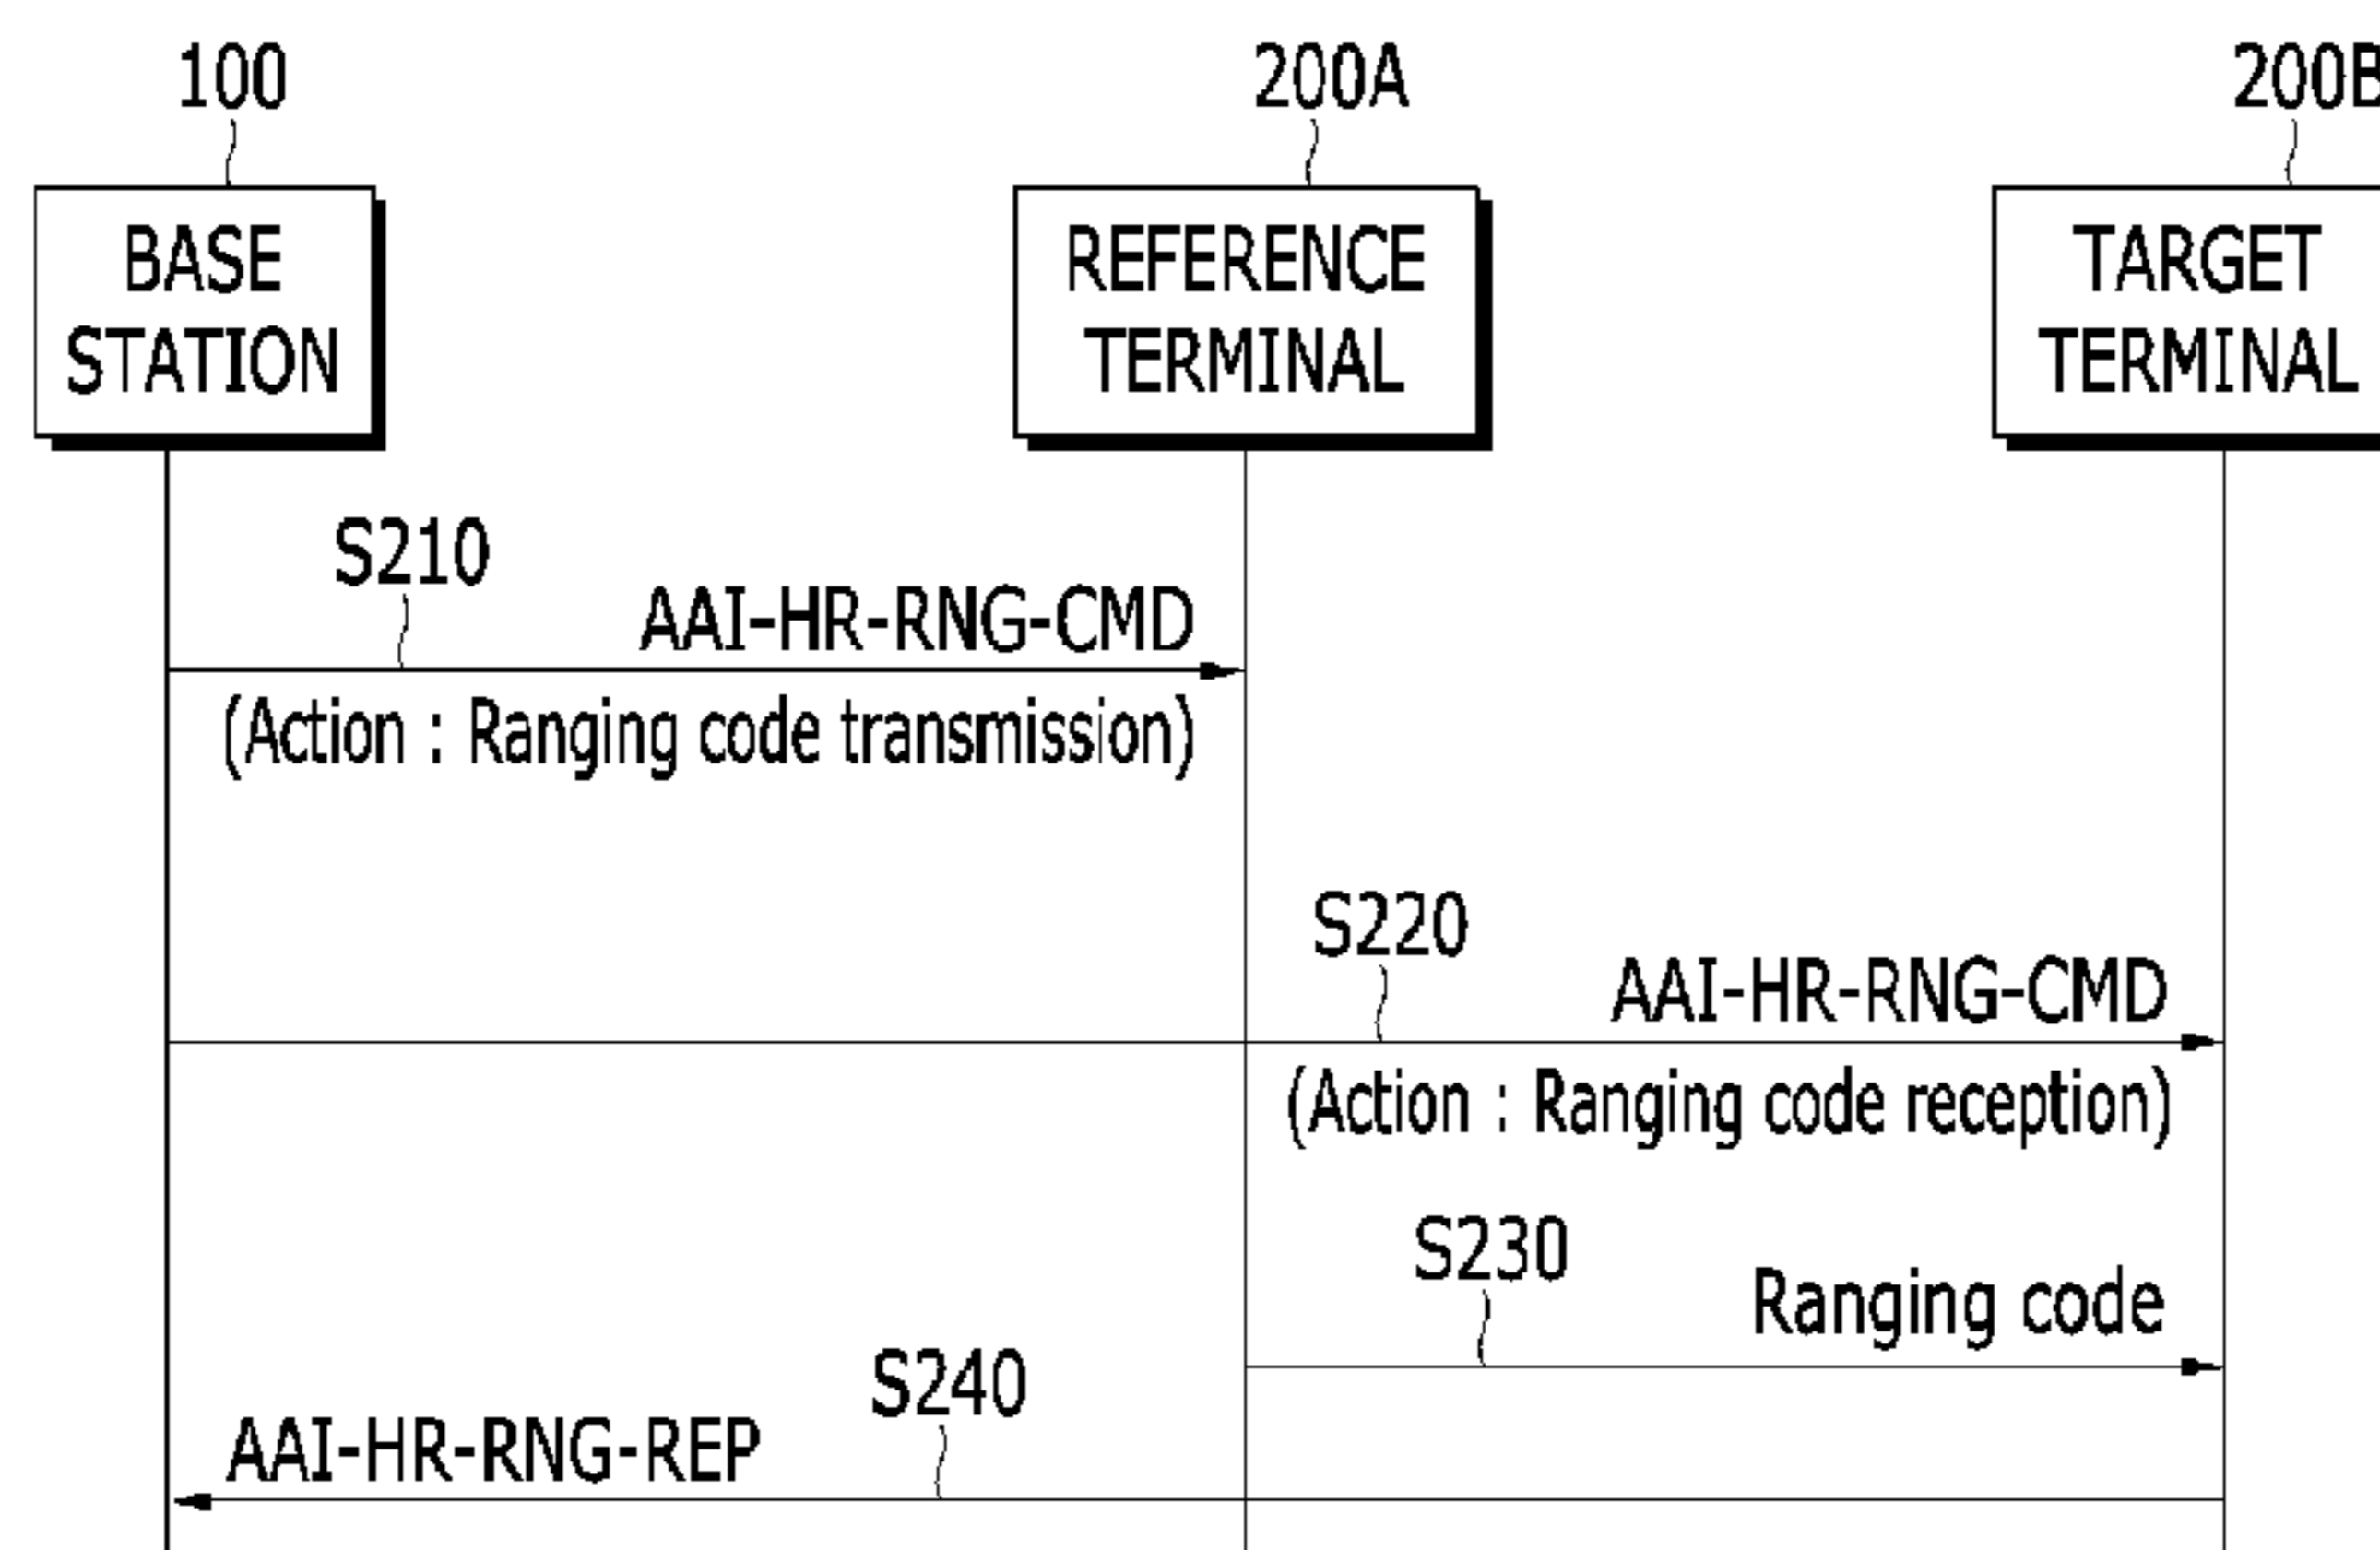 100
200A
200B
BASE
STATION
REFERENCE
TERMINAL
TARGET
TERMINAL
S210
AAI-HR-RNG-CMD
(Action : Ranging code transmission)
S220
AAI-HR-RNG-CMD
(Action : Ranging code reception)
S230
Ranging code
S240
AAI-HR-RNG-REP